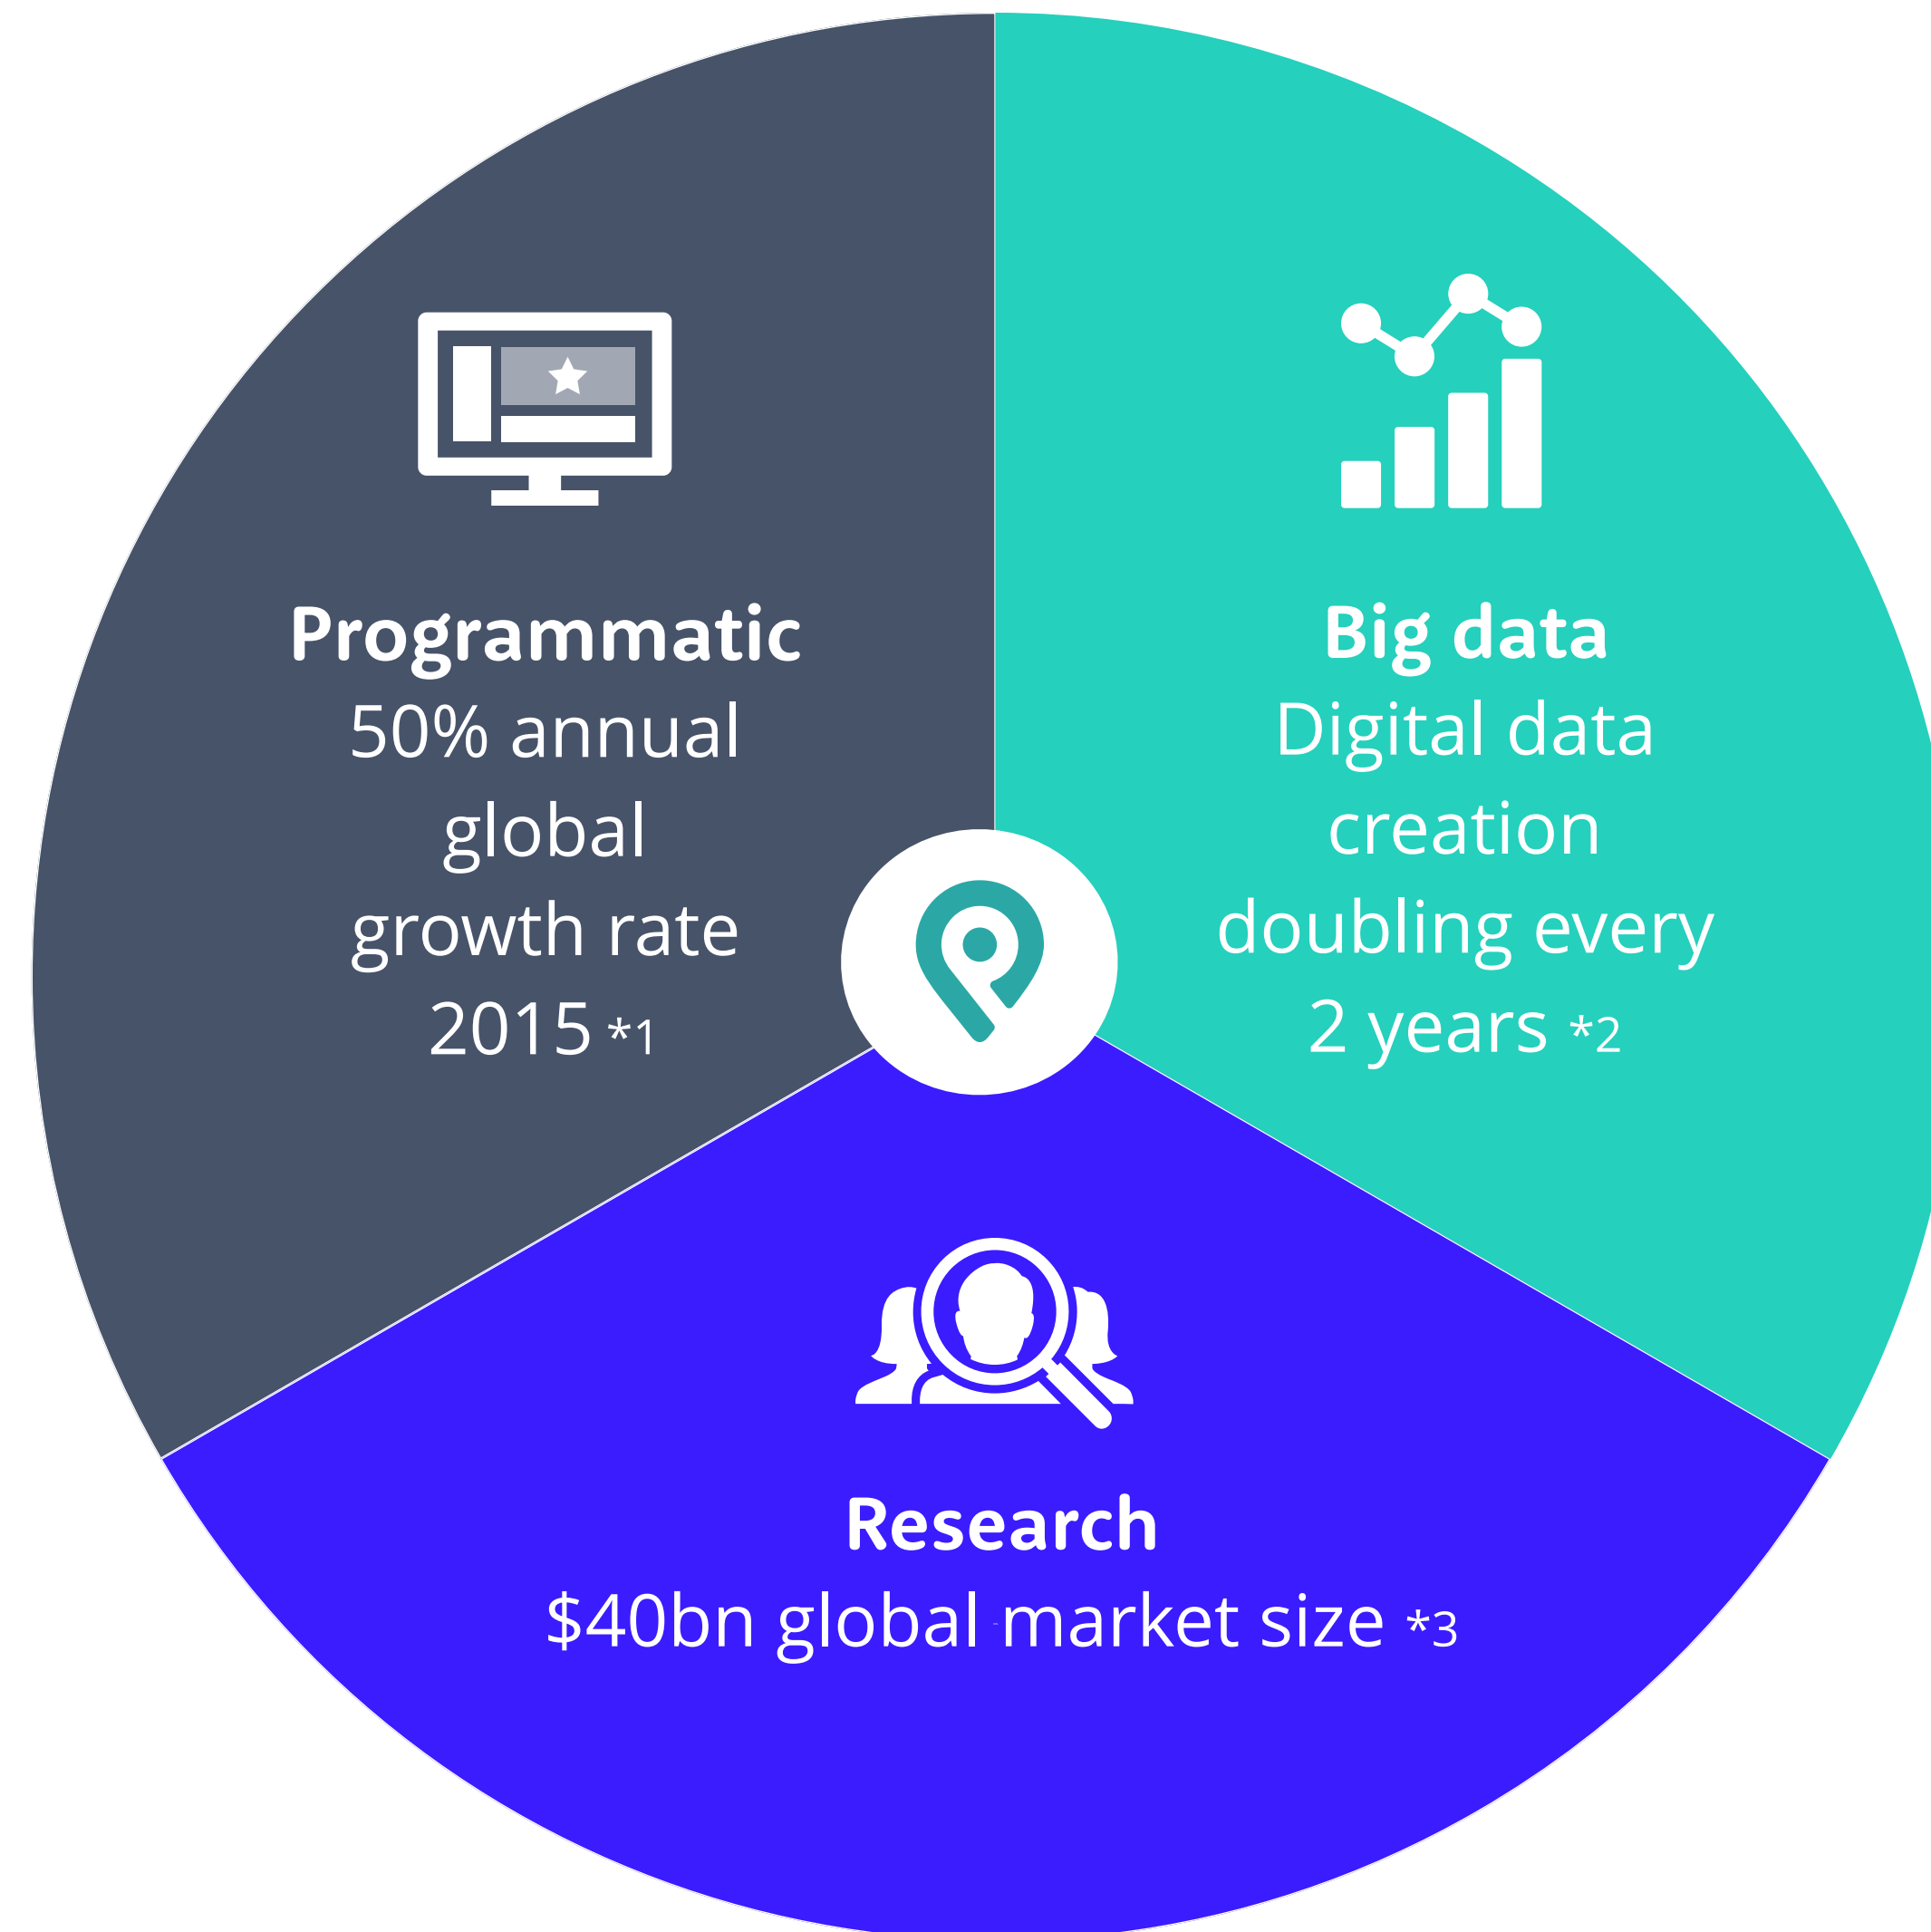 Programmatic
50% annual
global
growth rate
2015 *1
Big data
Digital data
creation
doubling every
2 years *2
Research
$40bn global market size *3